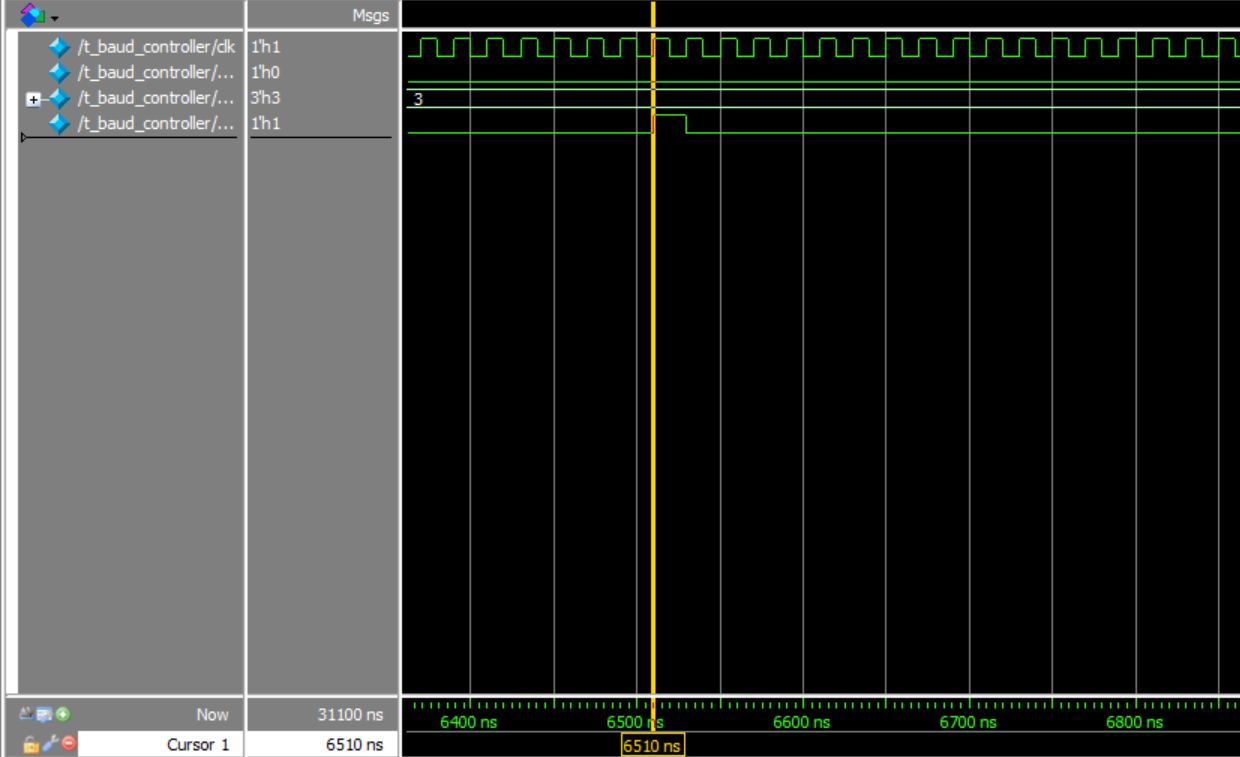 Msgs
/t_baud_controller/clk 1'h1
/t_baud_controller/... 1'h0
/t_baud_controller/... 3'h3 3
/t_baud_controller/... 1'h1
Now 31100 ns 6400 ns 6500 ns 6600 ns 6700 ns 6800 ns
Cursor 1 6510 ns 6510 ns